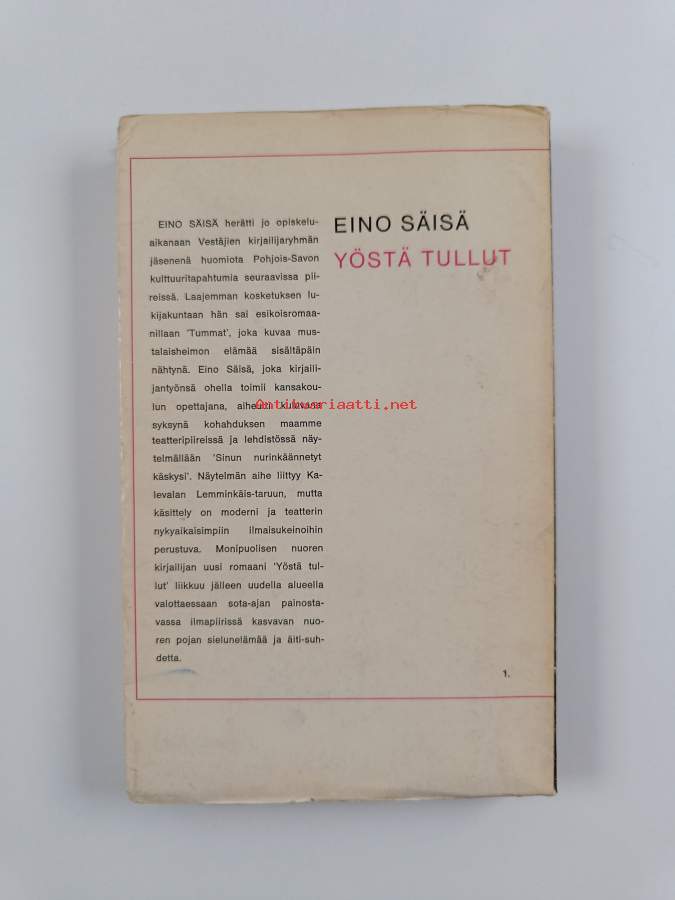 EINO SÄISÄ herätti jo opiskelu-
aikanaan Vestäjien kirjailijaryhmän
jäsenenä huomiota Pohjois-Savon
kulttuuritapahtumia seuraavissa pii-
reissä. Laajemman kosketuksen lu-
kijakuntaan hän sai esikoisromaa-
nillaan 'Tummat', joka kuvaa mus-
talaisheimon elämää sisältäpäin
nähtynä. Eino Säisä, joka kirjaili-
jantyönsä ohella toimii kansakou-
lun opettajana, aiheutti kuluvana
syksynä kohahduksen maamme
teatteripiireissä ja lehdistössä näy-
telmällään 'Sinun nurinkäännetyt
käskysi'. Näytelmän aihe liittyy Ka-
levalan Lemminkäis-taruun, mutta
käsittely on moderni ja teatterin
nykyaikaisimpiin ilmaisukeinoihin
perustuva. Monipuolisen nuoren
kirjailijan uusi romaani 'Yöstä tul-
lut' liikkuu jälleen uudella alueella
valottaessaan sota-ajan painosta-
vassa ilmapiirissä kasvavan nuo-
ren pojan sielunelämää ja äiti-suh-
detta.
EINO SÄISÄ
YÖSTÄ TULLUT
1.
Antikvariaatti.net